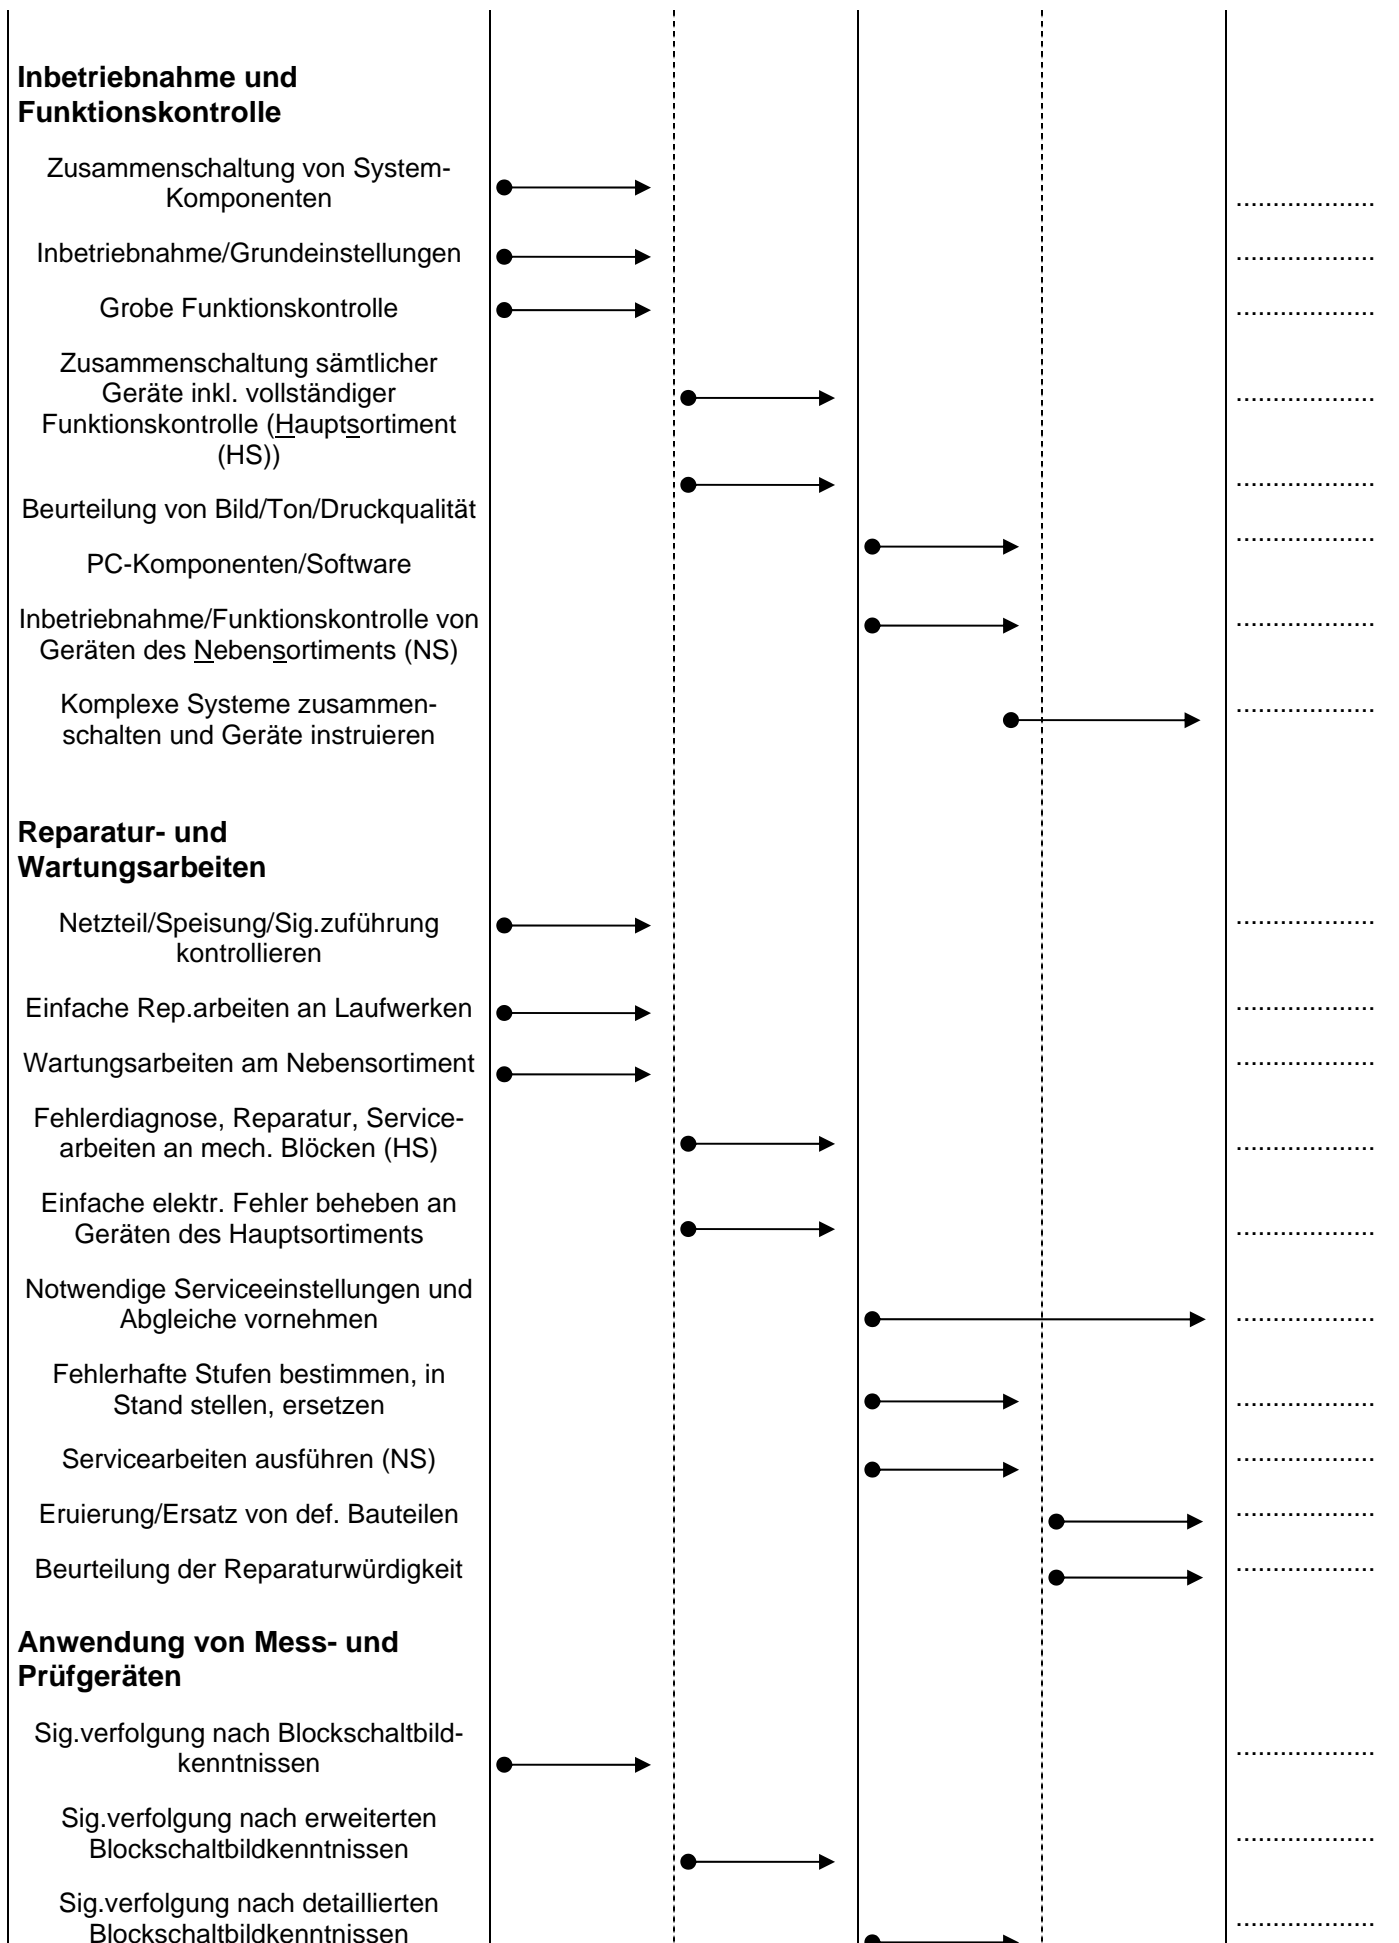 Inbetriebnahme und
Funktionskontrolle
Zusammenschaltung von System-
Komponenten
....................
Inbetriebnahme/Grundeinstellungen
....................
Grobe Funktionskontrolle
....................
Zusammenschaltung sämtlicher
Geräte inkl. vollständiger
Funktionskontrolle (Hauptsortiment
(HS))
....................
Beurteilung von Bild/Ton/Druckqualität
....................
PC-Komponenten/Software
....................
Inbetriebnahme/Funktionskontrolle von
Geräten des Nebensortiments (NS)
....................
Komplexe Systeme zusammen-
schalten und Geräte instruieren
....................
Reparatur- und
Wartungsarbeiten
Netzteil/Speisung/Sig.zuführung
kontrollieren
....................
Einfache Rep.arbeiten an Laufwerken
....................
Wartungsarbeiten am Nebensortiment
....................
Fehlerdiagnose, Reparatur, Service-
arbeiten an mech. Blöcken (HS)
....................
Einfache elektr. Fehler beheben an
Geräten des Hauptsortiments
....................
Notwendige Serviceeinstellungen und
Abgleiche vornehmen
....................
Fehlerhafte Stufen bestimmen, in
Stand stellen, ersetzen
....................
Servicearbeiten ausführen (NS)
....................
Eruierung/Ersatz von def. Bauteilen
....................
Beurteilung der Reparaturwürdigkeit
....................
Anwendung von Mess- und
Prüfgeräten
Sig.verfolgung nach Blockschaltbild-
kenntnissen
....................
Sig.verfolgung nach erweiterten
Blockschaltbildkenntnissen
....................
Sig.verfolgung nach detaillierten
Blockschaltbildkenntnissen
....................